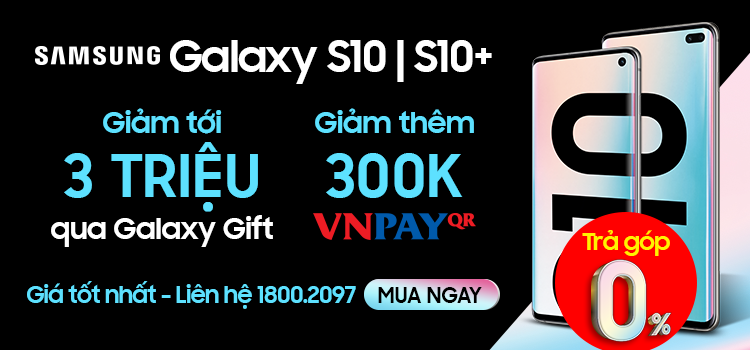 SAMSUNG Galaxy S10 | S10+
Giảm tới
3 TRIỆU
qua Galaxy Gift
Giảm thêm
300K
VNPAYQR
Giá tốt nhất - Liên hệ 1800.2097
MUA NGAY
10
Trả góp
0%